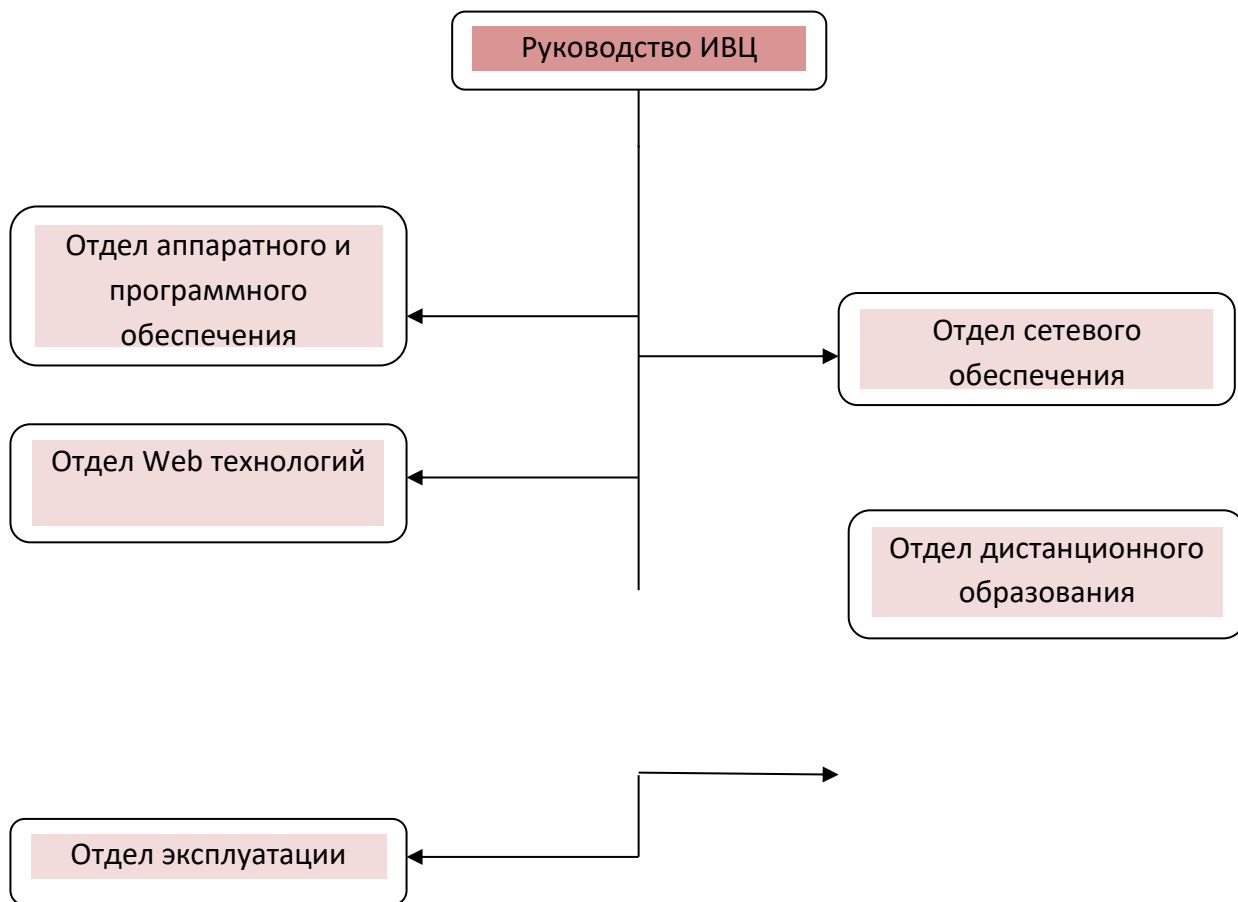 Руководство ИВЦ
Отдел аппаратного и
программного
обеспечения
Отдел сетевого
обеспечения
Отдел Web технологий
Отдел дистанционного
образования
Отдел эксплуатации